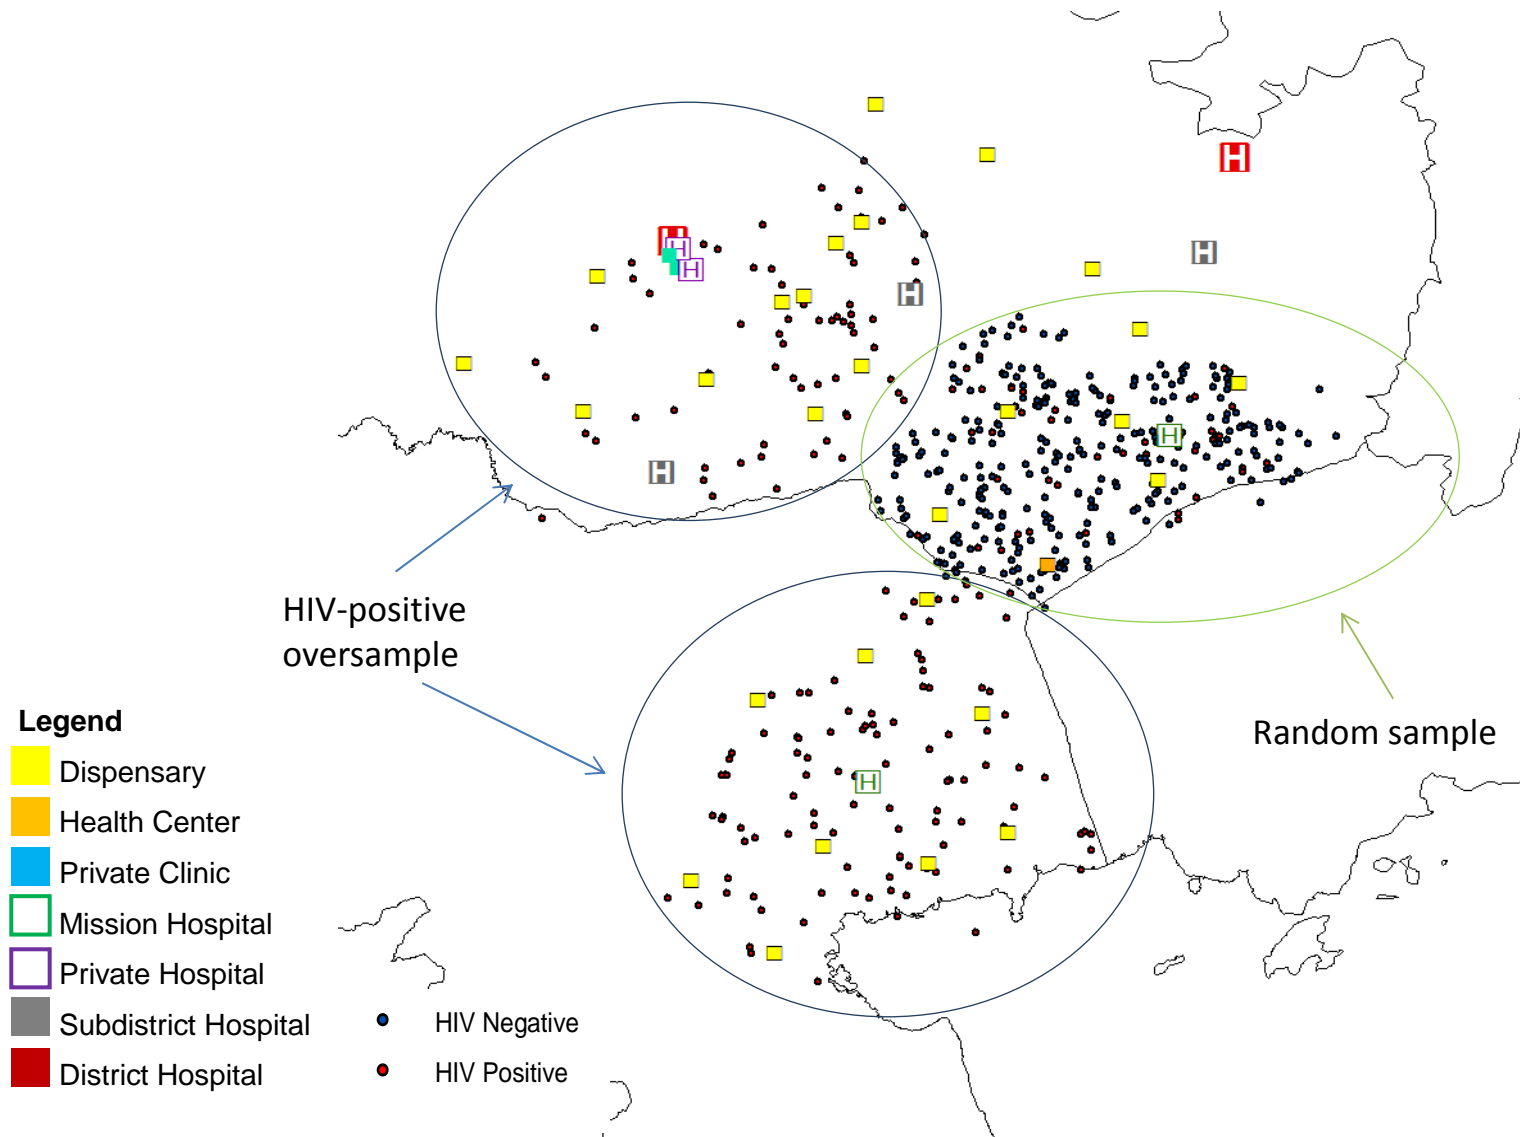 H
H
H
H
H
H
H
HIV-positive
oversample
H
Random sample
Legend
Dispensary
Health Center
Private Clinic
Mission Hospital
Private Hospital
Subdistrict Hospital
District Hospital
HIV Negative
HIV Positive